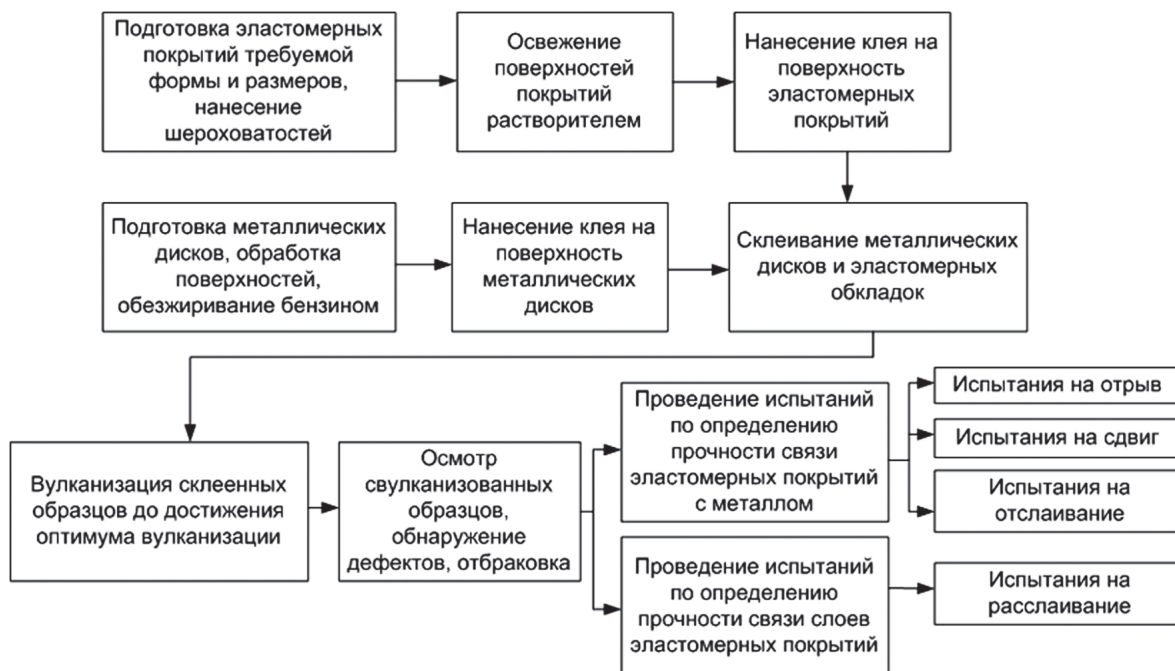 Подготовка эластомерных
покрытий требуемой
формы и размеров,
нанесение
шероховатостей
Освежение
поверхностей
покрытий
растворителем
Нанесение клея на
поверхность
эластомерных
покрытий
Подготовка металлических
дисков, обработка
поверхностей,
обезжиривание бензином
Нанесение клея на
поверхность
металлических
дисков
Склеивание металлических
дисков и эластомерных
обкладок
Вулканизация склеенных
образцов до достижения
оптимума вулканизации
Осмотр
свулканизованных
образцов,
обнаружение
дефектов, отбраковка
Проведение испытаний
по определению
прочности связи
эластомерных покрытий
с металлом
Испытания на отрыв
Испытания на сдвиг
Испытания на
отслаивание
Проведение испытаний
по определению
прочности связи слоев
эластомерных покрытий
Испытания на
расслаивание